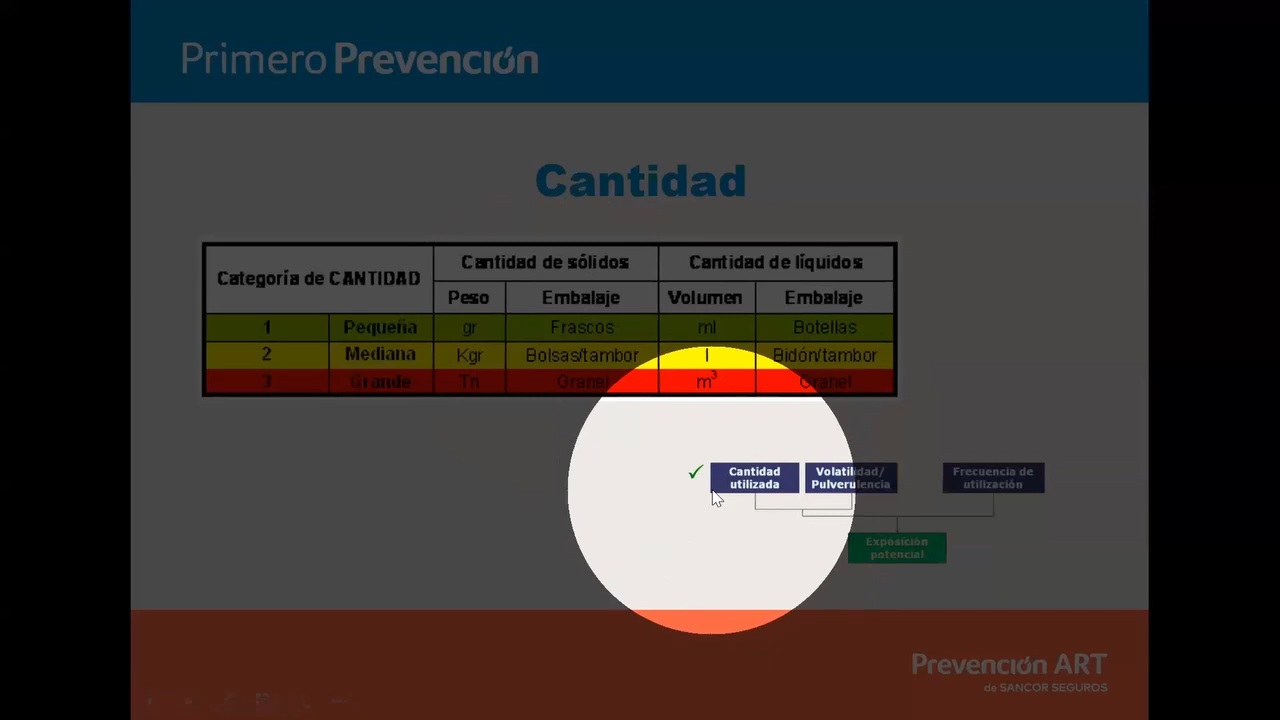 Primero Prevención
Cantidad
Categoría de CANTIDAD
Cantidad de sólidos
Cantidad de líquidos
Peso
Embalaje
Volumen
Embalaje
1 Pequeña gr Frascos ml Botellas
2 Mediana Kgr Bolsas/tambor l Bidón/tambor
3 Grande Tn Granel m³ Granel
Cantidad
utilizada
Volatilidad/
Pulverulencia
Frecuencia de
utilización
Exposición
potencial
Prevención ART
de SANCOR SEGUROS